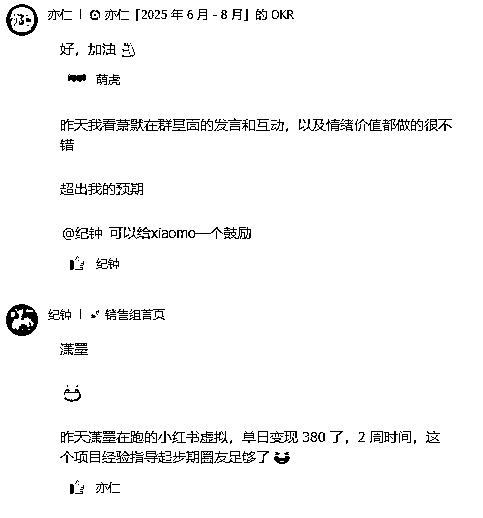 亦仁 | 亦仁「2025 年 6 月 - 8 月」的 OKR
好，加油
萌虎
昨天我看萧默在群里面的发言和互动，以及情绪价值都做的很不
错
超出我的预期
@纪钟 可以给xiaomo一个鼓励
纪钟
纪钟 | 销售组首页
潇墨
昨天潇墨在跑的小红书虚拟，单日变现 380 了，2 周时间，这
个项目经验指导起步期圈友足够了
亦仁